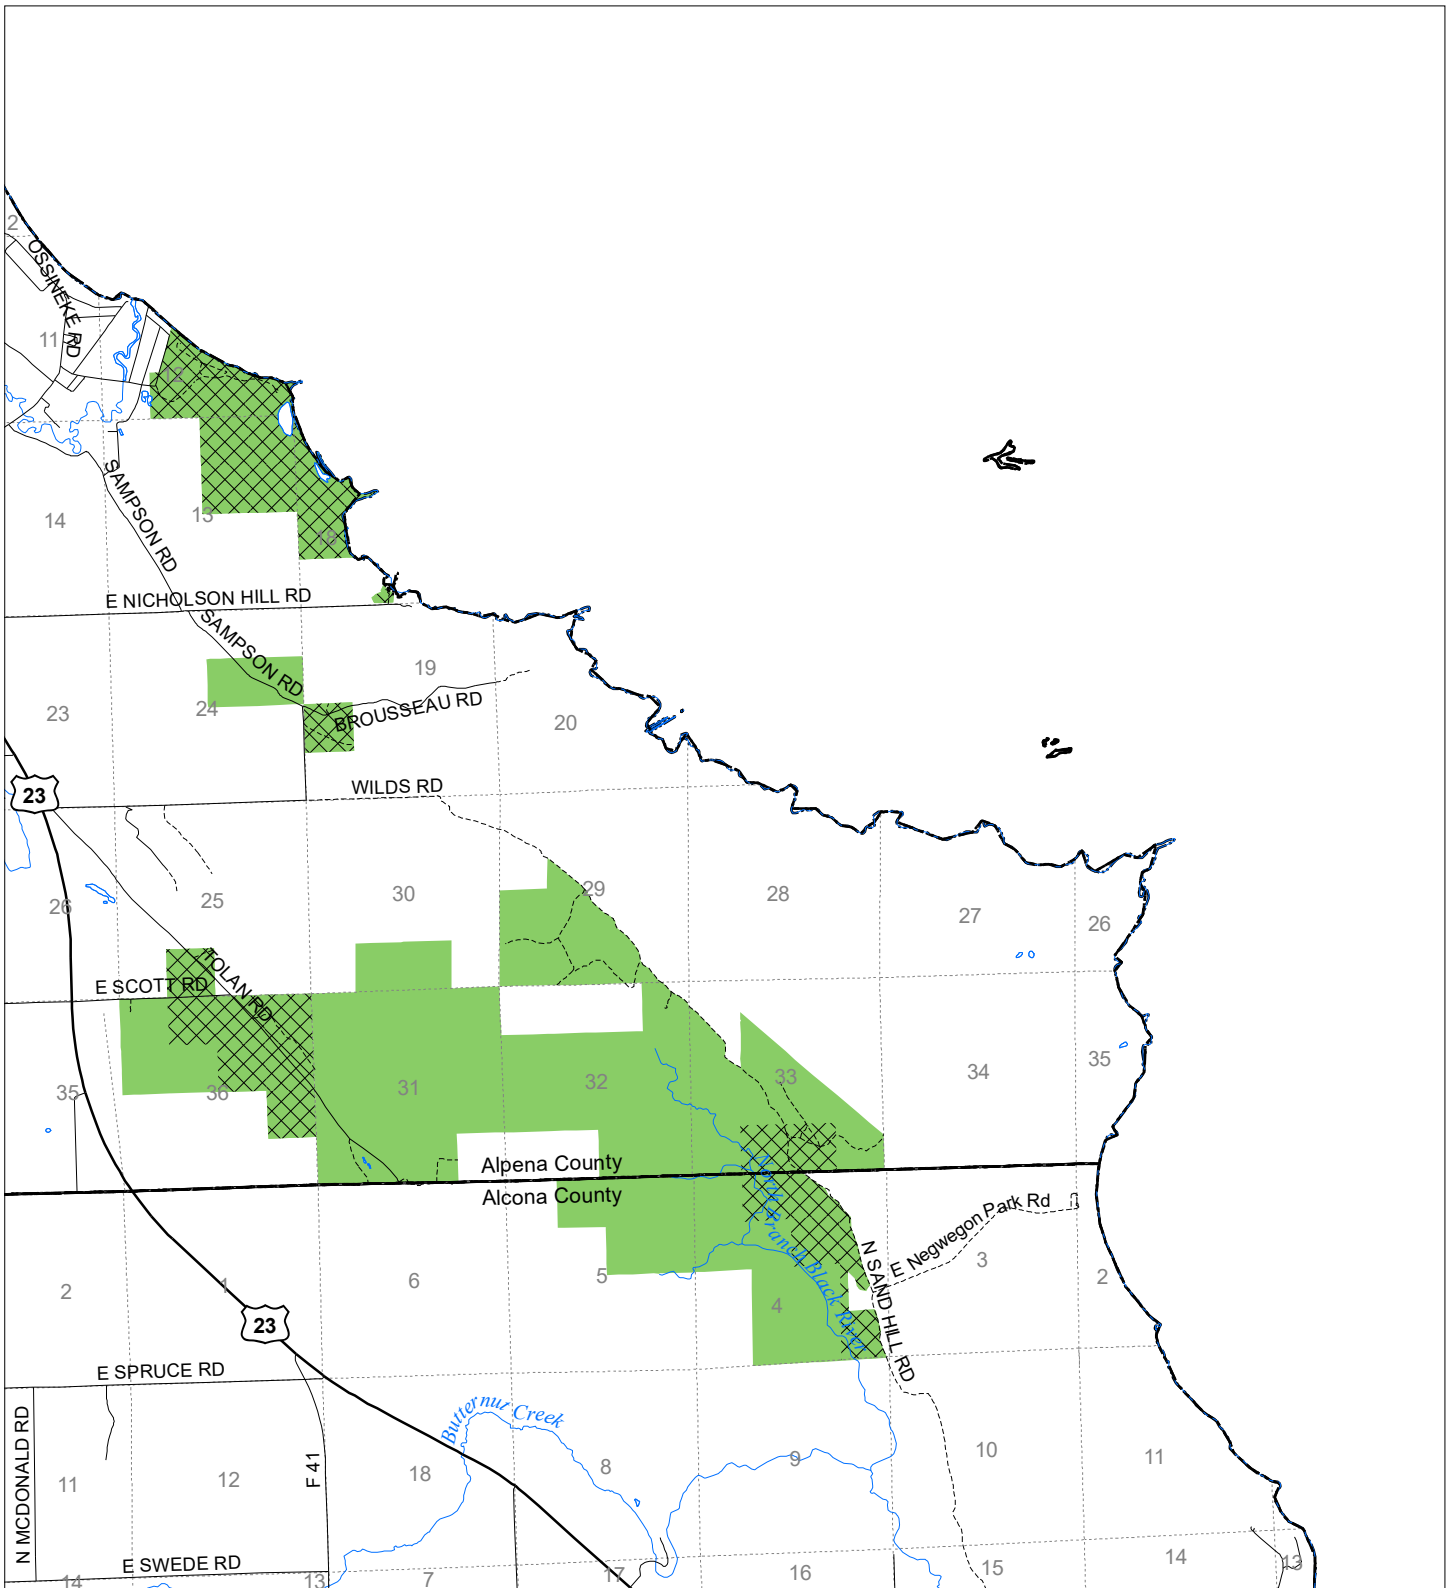 2
OSSINEKE RD
11
12
SAMPSON RD
14
13
18
E NICHOLSON HILL RD
SAMPSON RD
19
24
23
BROUSSEAU RD
20
WILDS RD
23
29
28
30
25
26
27
26
TOLAN RD
E SCOTT RD
35
34
33
32
31
36
35
Alpena County
Alcona County
North Branch Black River
E Negwegon Park Rd
N SAND HILL RD
3
2
6
5
1
2
4
23
E SPRUCE RD
Butternut Creek
N MCDONALD RD
F 41
10
11
9
8
18
12
11
E SWEDE RD
14
13
15
16
17
7
13
14